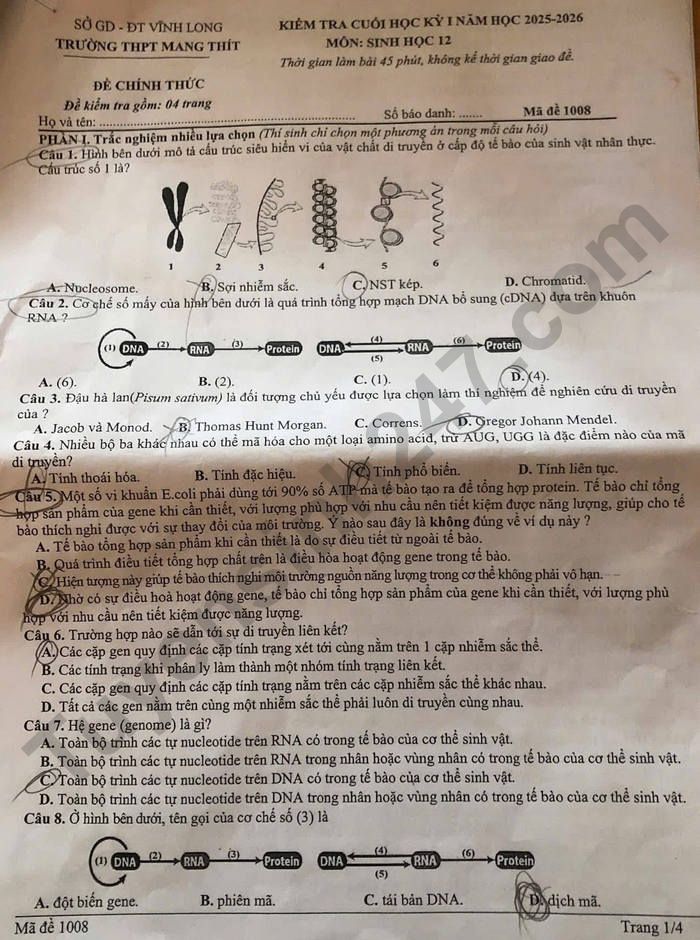 SỞ GD - ĐT VĨNH LONG
TRƯỜNG THPT MANG THÍT
KIỂM TRA CUỐI HỌC KỲ I NĂM HỌC 2025-2026
MÔN: SINH HỌC 12
Thời gian làm bài 45 phút, không kể thời gian giao đề.
ĐỀ CHÍNH THỨC
Đề kiểm tra gồm: 04 trang
Họ và tên: ............................................................ Số báo danh: ....... Mã đề 1008
PHẦN I. Trắc nghiệm nhiều lựa chọn (Thí sinh chỉ chọn một phương án trong mỗi câu hỏi)
Câu 1. Hình bên dưới mô tả cấu trúc siêu hiển vi của vật chất di truyền ở cấp độ tế bào của sinh vật nhân thực.
Cấu trúc số 1 là?
1 2 3 4 5 6
A. Nucleosome. B. Sợi nhiễm sắc. C. NST kép. D. Chromatid.
Câu 2. Cơ chế số mấy của hình bên dưới là quá trình tổng hợp mạch DNA bổ sung (cDNA) dựa trên khuôn
RNA ?
(1) DNA (2) RNA (3) Protein DNA (4) (5) RNA (6) Protein
A. (6). B. (2). C. (1). D. (4).
Câu 3. Đậu hà lan(Pisum sativum) là đối tượng chủ yếu được lựa chọn làm thí nghiệm để nghiên cứu di truyền
của ?
A. Jacob và Monod. B. Thomas Hunt Morgan. C. Correns. D. Gregor Johann Mendel.
Câu 4. Nhiều bộ ba khác nhau có thể mã hóa cho một loại amino acid, trừ AUG, UGG là đặc điểm nào của mã
di truyền?
A. Tính thoái hóa. B. Tính đặc hiệu. C. Tính phổ biến. D. Tính liên tục.
Câu 5. Một số vi khuẩn E.coli phải dùng tới 90% số ATP mà tế bào tạo ra để tổng hợp protein. Tế bào chỉ tổng
hợp sản phẩm của gene khi cần thiết, với lượng phù hợp với nhu cầu nên tiết kiệm được năng lượng, giúp cho tế
bào thích nghi được với sự thay đổi của môi trường. Ý nào sau đây là không đúng về ví dụ này ?
A. Tế bào tổng hợp sản phẩm khi cần thiết là do sự điều tiết từ ngoài tế bào.
B. Quá trình điều tiết tổng hợp chất trên là điều hòa hoạt động gene trong tế bào.
C. Hiện tượng này giúp tế bào thích nghi môi trường nguồn năng lượng trong cơ thể không phải vô hạn.
D. Nhờ có sự điều hoà hoạt động gene, tế bào chỉ tổng hợp sản phẩm của gene khi cần thiết, với lượng phù
hợp với nhu cầu nên tiết kiệm được năng lượng.
Câu 6. Trường hợp nào sẽ dẫn tới sự di truyền liên kết?
A. Các cặp gen quy định các cặp tính trạng xét tới cùng nằm trên 1 cặp nhiễm sắc thể.
B. Các tính trạng khi phân ly làm thành một nhóm tính trạng liên kết.
C. Các cặp gen quy định các cặp tính trạng nằm trên các cặp nhiễm sắc thể khác nhau.
D. Tất cả các gen nằm trên cùng một nhiễm sắc thể phải luôn di truyền cùng nhau.
Câu 7. Hệ gene (genome) là gì?
A. Toàn bộ trình các tự nucleotide trên RNA có trong tế bào của cơ thể sinh vật.
B. Toàn bộ trình các tự nucleotide trên RNA trong nhân hoặc vùng nhân có trong tế bào của cơ thể sinh vật.
C. Toàn bộ trình các tự nucleotide trên DNA có trong tế bào của cơ thể sinh vật.
D. Toàn bộ trình các tự nucleotide trên DNA trong nhân hoặc vùng nhân có trong tế bào của cơ thể sinh vật.
Câu 8. Ở hình bên dưới, tên gọi của cơ chế số (3) là
(1) DNA (2) RNA (3) Protein DNA (4) (5) RNA (6) Protein
A. đột biến gene. B. phiên mã. C. tái bản DNA. D. dịch mã.
Mã đề 1008 Trang 1/4